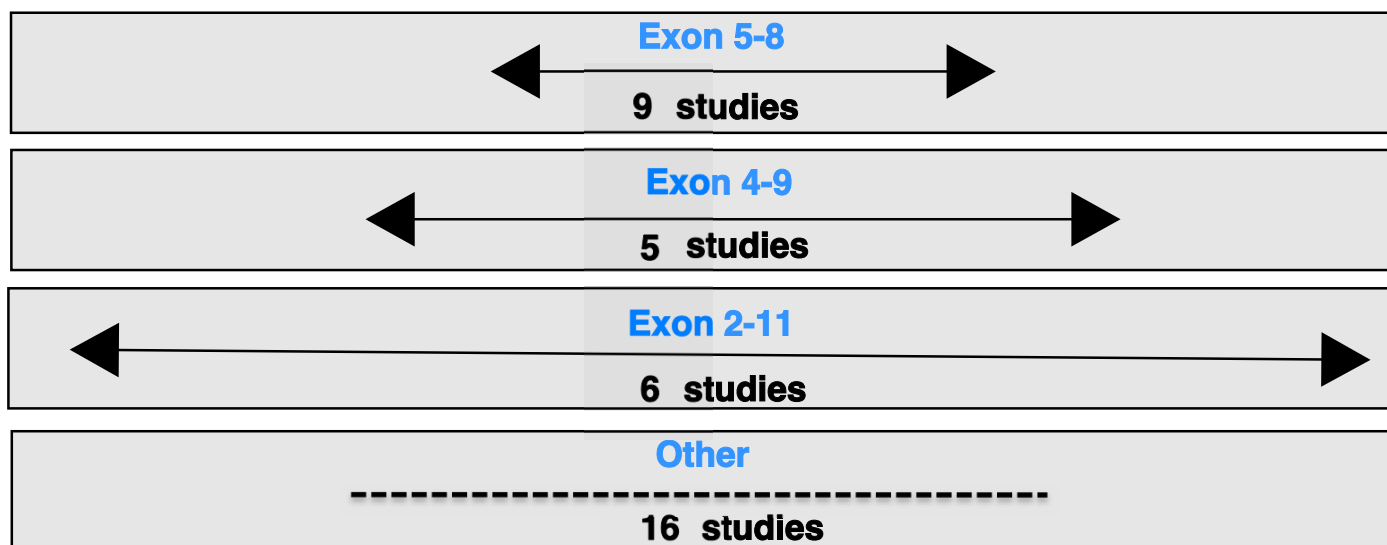 Exon 5-8
9 studies
Exon 4-9
5 studies
Exon 2-11
6 studies
Other
16 studies